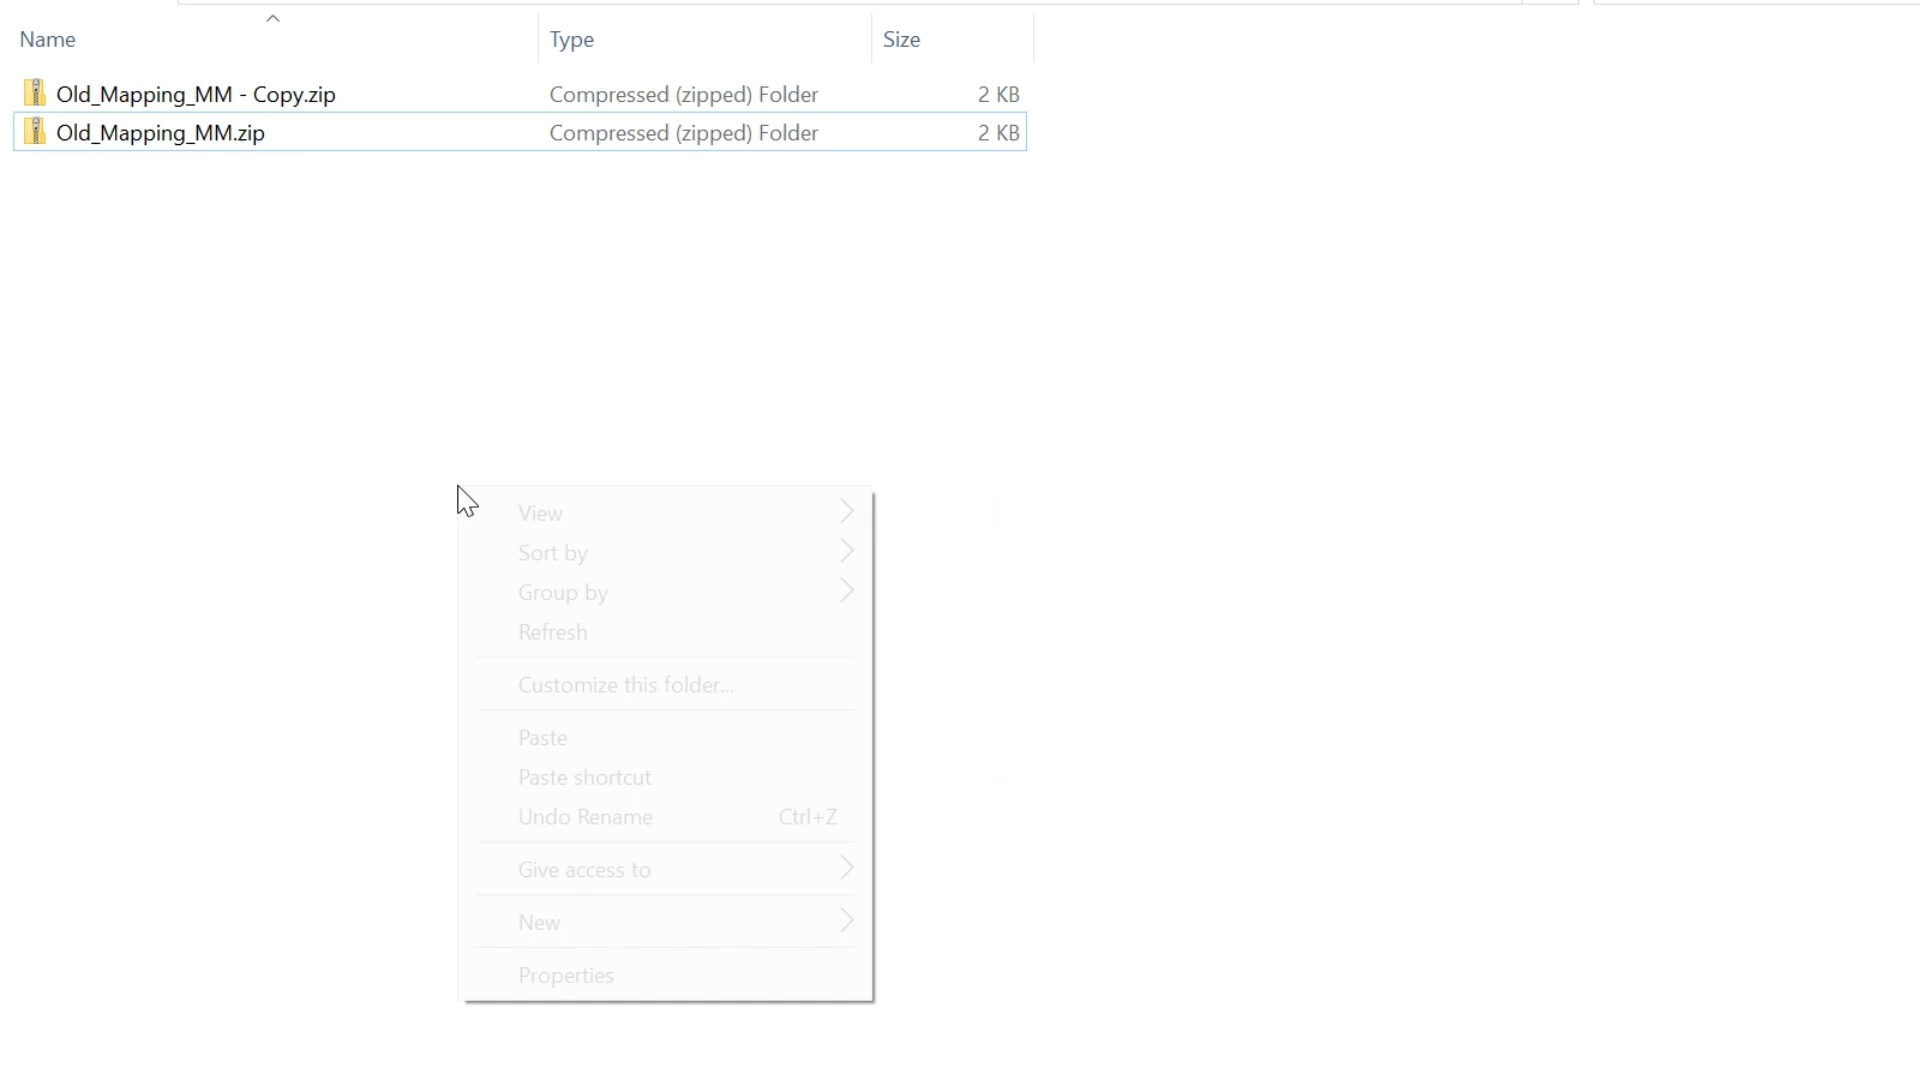 Name Type Size
Old_Mapping_MM - Copy.zip Compressed (zipped) Folder 2 KB
Old_Mapping_MM.zip Compressed (zipped) Folder 2 KB
View
Sort by
Group by
Refresh
Customize this folder...
Paste
Paste shortcut
Undo Rename Ctrl+Z
Give access to
New
Properties